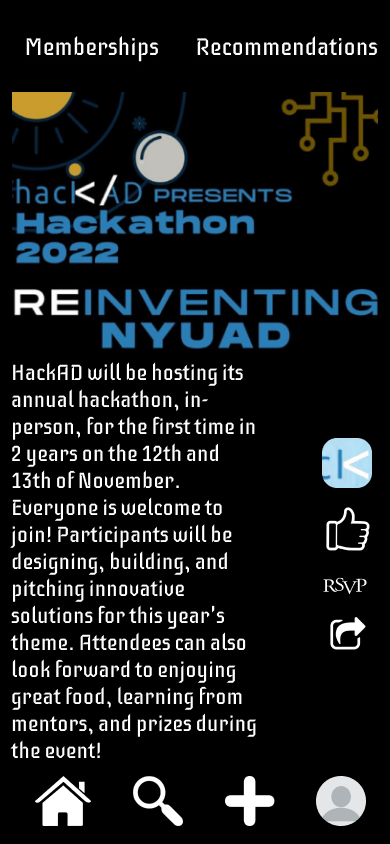 Memberships Recommendations
hack</AD PRESENTS
Hackathon
2022
REINVENTING
NYUAD
HackAD will be hosting its
annual hackathon, in-
person, for the first time in
2 years on the 12th and
13th of November.
Everyone is welcome to
join! Participants will be
designing, building, and
pitching innovative
solutions for this year's
theme. Attendees can also
look forward to enjoying
great food, learning from
mentors, and prizes during
the event!
ck<
RSVP